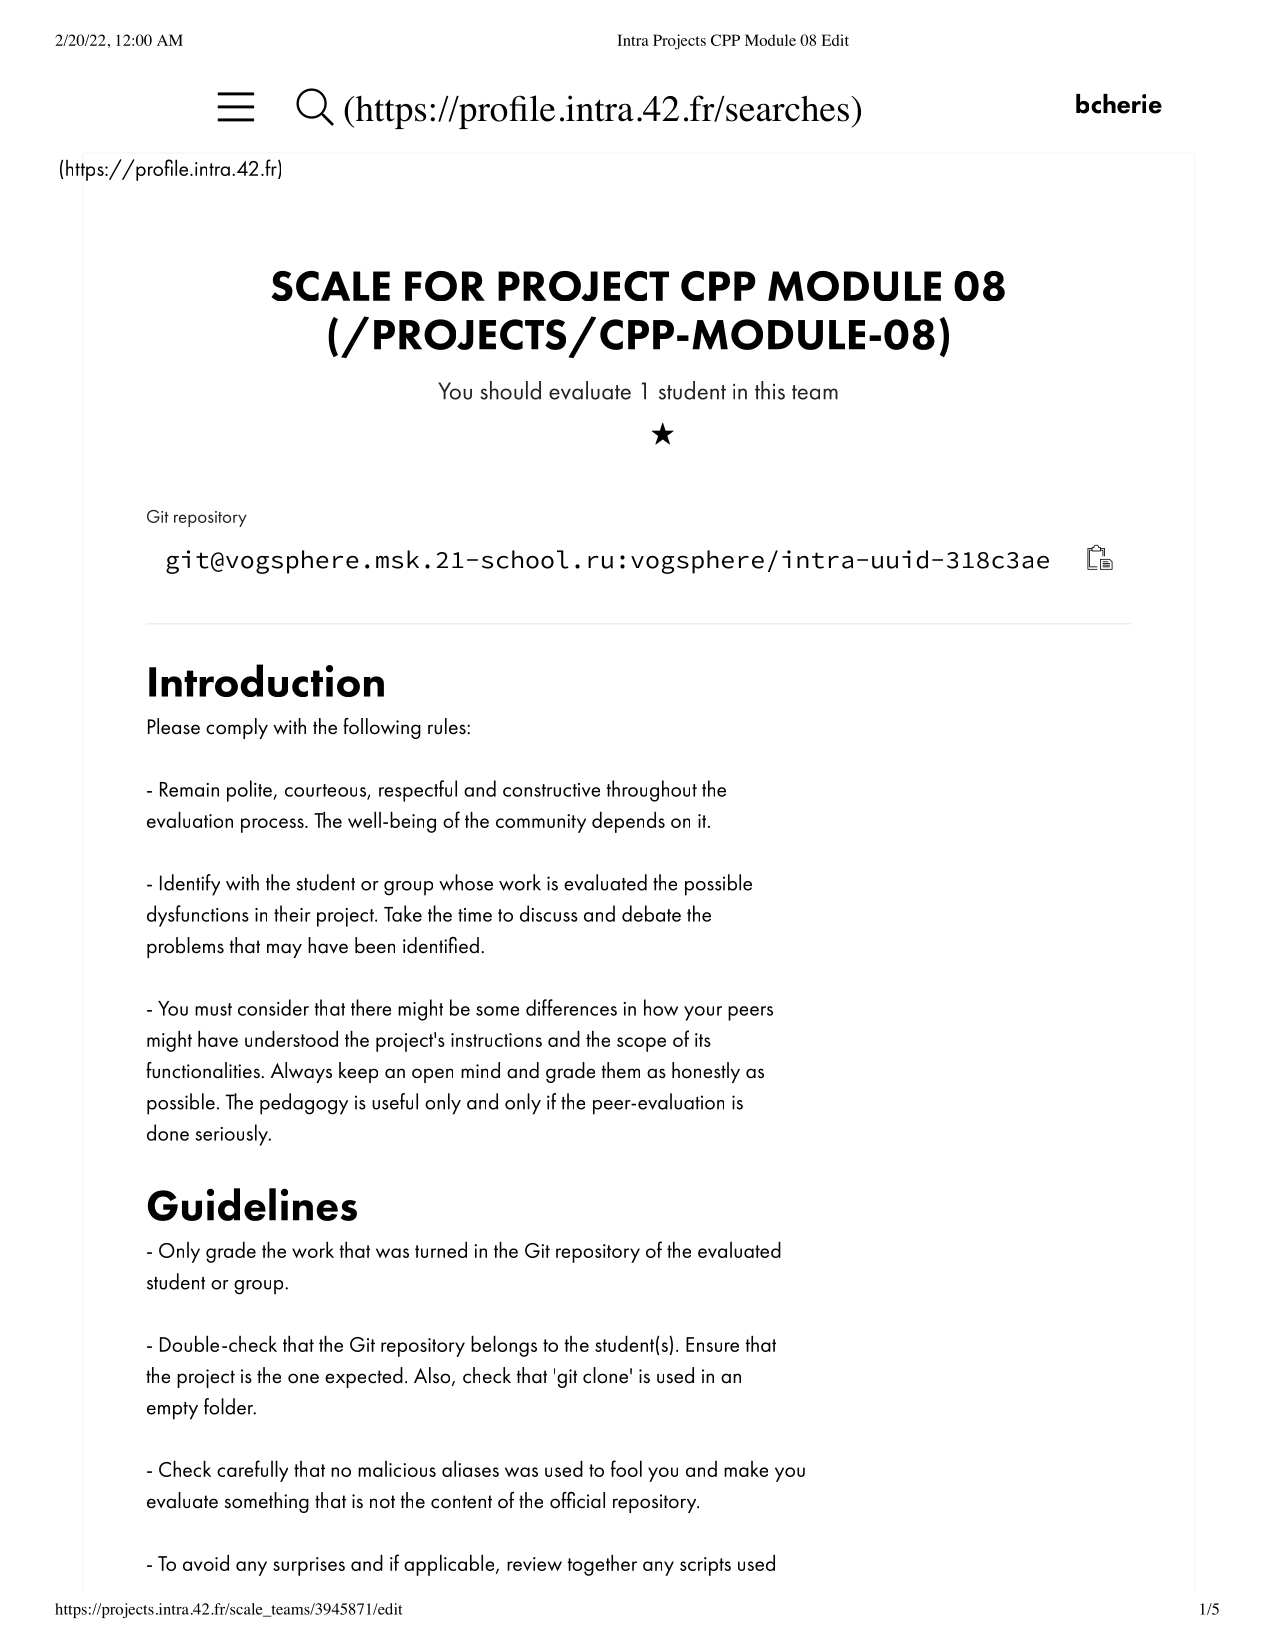 2/20/22, 12:00 AM Intra Projects CPP Module 08 Edit
(https://profile.intra.42.fr/searches) bcherie
(https://profile.intra.42.fr)
SCALE FOR PROJECT CPP MODULE 08
(/PROJECTS/CPP-MODULE-08)
You should evaluate 1 student in this team
Git repository
git@vogsphere.msk.21-school.ru:vogsphere/intra-uuid-318c3ae
Introduction
Please comply with the following rules:
- Remain polite, courteous, respectful and constructive throughout the
evaluation process. The well-being of the community depends on it.
- Identify with the student or group whose work is evaluated the possible
dysfunctions in their project. Take the time to discuss and debate the
problems that may have been identified.
- You must consider that there might be some differences in how your peers
might have understood the project's instructions and the scope of its
functionalities. Always keep an open mind and grade them as honestly as
possible. The pedagogy is useful only and only if the peer-evaluation is
done seriously.
Guidelines
- Only grade the work that was turned in the Git repository of the evaluated
student or group.
- Double-check that the Git repository belongs to the student(s). Ensure that
the project is the one expected. Also, check that 'git clone' is used in an
empty folder.
- Check carefully that no malicious aliases was used to fool you and make you
evaluate something that is not the content of the official repository.
- To avoid any surprises and if applicable, review together any scripts used
https://projects.intra.42.fr/scale_teams/3945871/edit 1/5